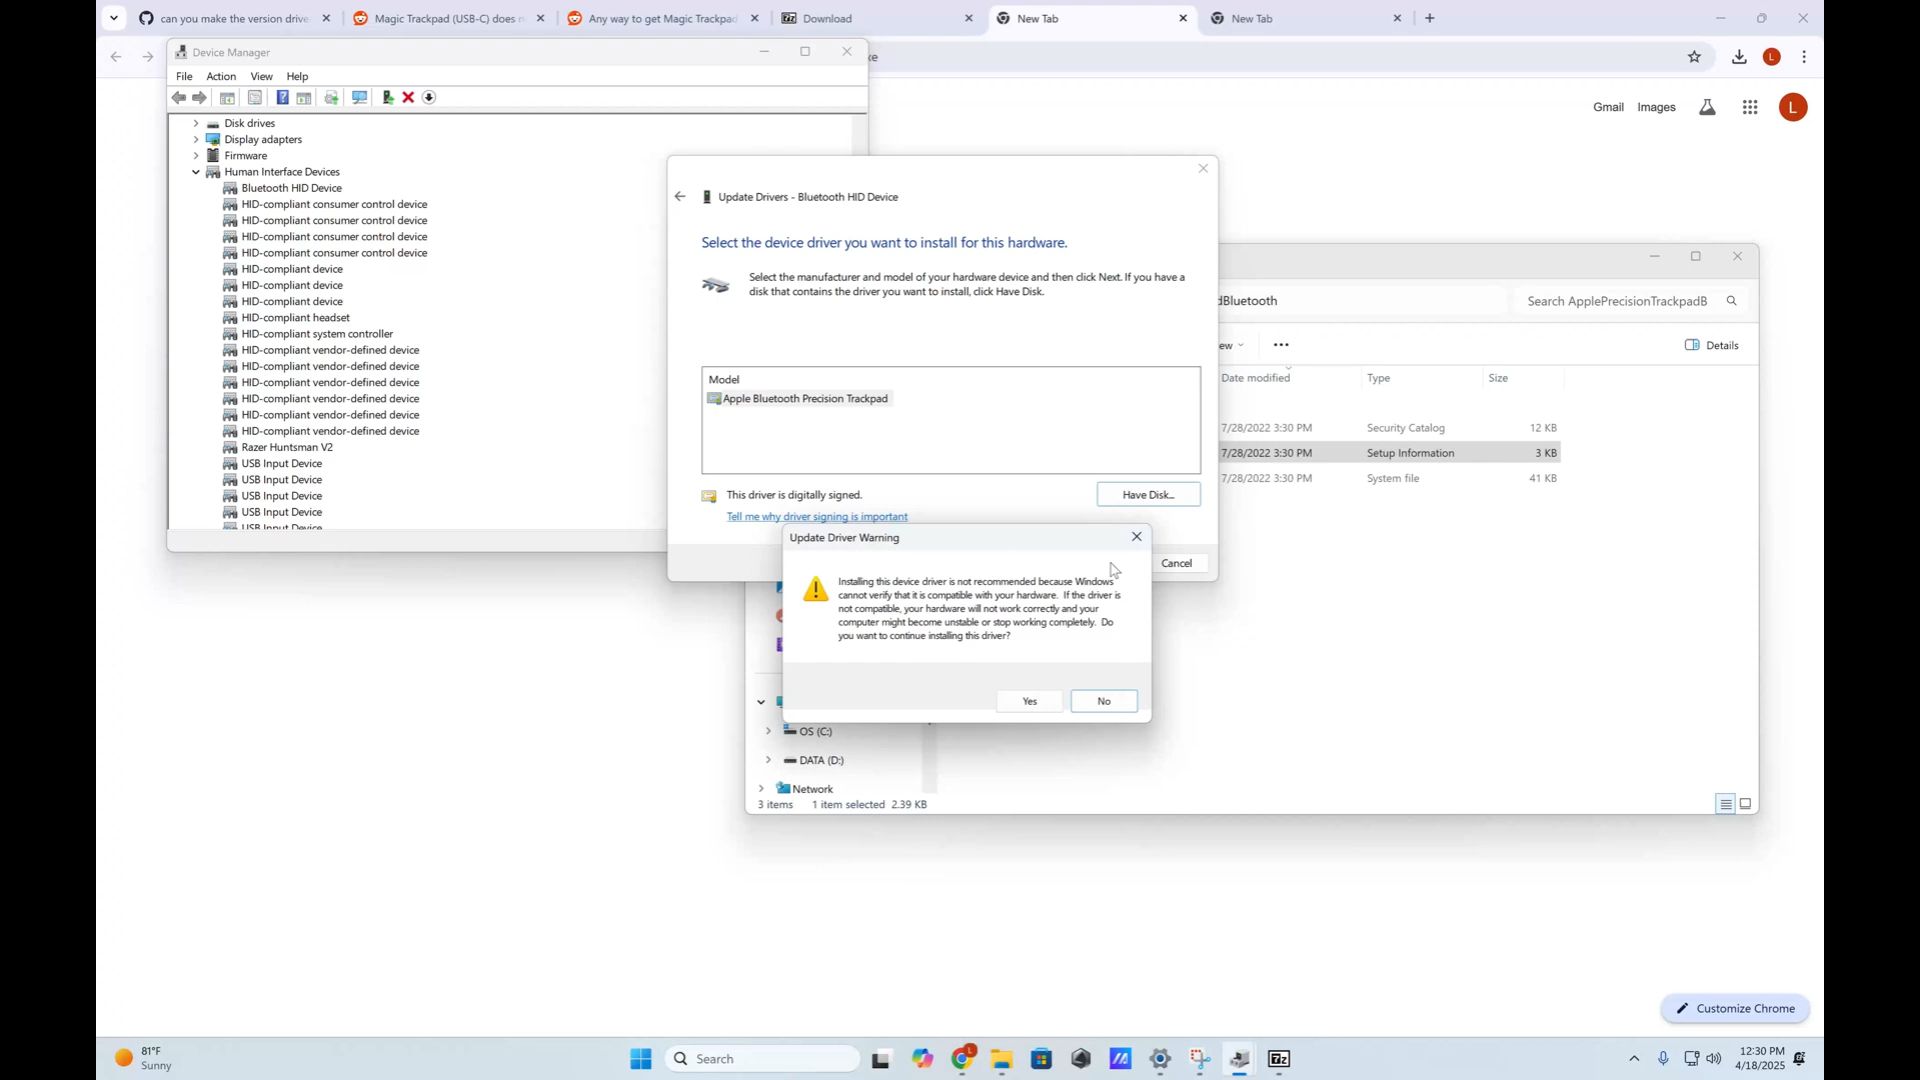 can you make the version drive
Magic Trackpad (USB-C) does n
Any way to get Magic Trackpad
7z Download
New Tab
New Tab
Device Manager
xe
L
File Action View Help
Gmail Images
L
Disk drives
Display adapters
Firmware
Human Interface Devices
Bluetooth HID Device
HID-compliant consumer control device
HID-compliant consumer control device
HID-compliant consumer control device
HID-compliant consumer control device
HID-compliant device
HID-compliant device
HID-compliant device
HID-compliant headset
HID-compliant system controller
HID-compliant vendor-defined device
HID-compliant vendor-defined device
HID-compliant vendor-defined device
HID-compliant vendor-defined device
HID-compliant vendor-defined device
HID-compliant vendor-defined device
Razer Huntsman V2
USB Input Device
USB Input Device
USB Input Device
USB Input Device
USB Input Device
Update Drivers - Bluetooth HID Device
Select the device driver you want to install for this hardware.
Select the manufacturer and model of your hardware device and then click Next. If you have a
disk that contains the driver you want to install, click Have Disk.
Model
Apple Bluetooth Precision Trackpad
This driver is digitally signed.
Have Disk...
Tell me why driver signing is important
Cancel
Update Driver Warning
Installing this device driver is not recommended because Windows
cannot verify that it is compatible with your hardware. If the driver is
not compatible, your hardware will not work correctly and your
computer might become unstable or stop working completely. Do
you want to continue installing this driver?
Yes
No
dBluetooth
Search ApplePrecisionTrackpadB
ew
Details
Date modified Type Size
7/28/2022 3:30 PM Security Catalog 12 KB
7/28/2022 3:30 PM Setup Information 3 KB
7/28/2022 3:30 PM System file 41 KB
OS (C:)
DATA (D:)
Network
3 items 1 item selected 2.39 KB
Customize Chrome
81°F
Sunny
Search
L
7z
12:30 PM
4/18/2025